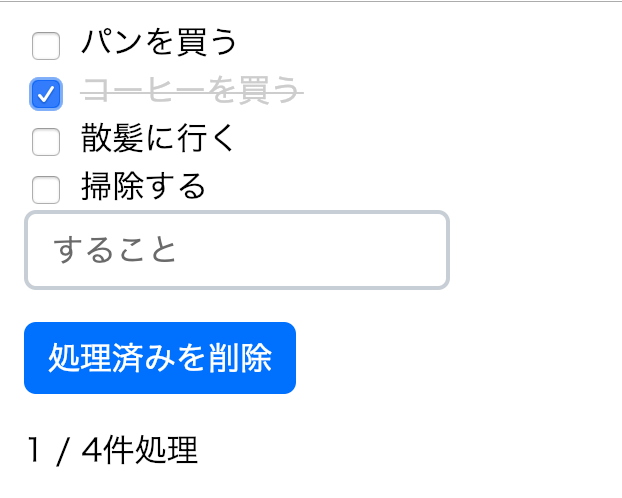 パンを買う
コーヒーを買う
散髪に行く
掃除する
すること
処理済みを削除
1 / 4件処理